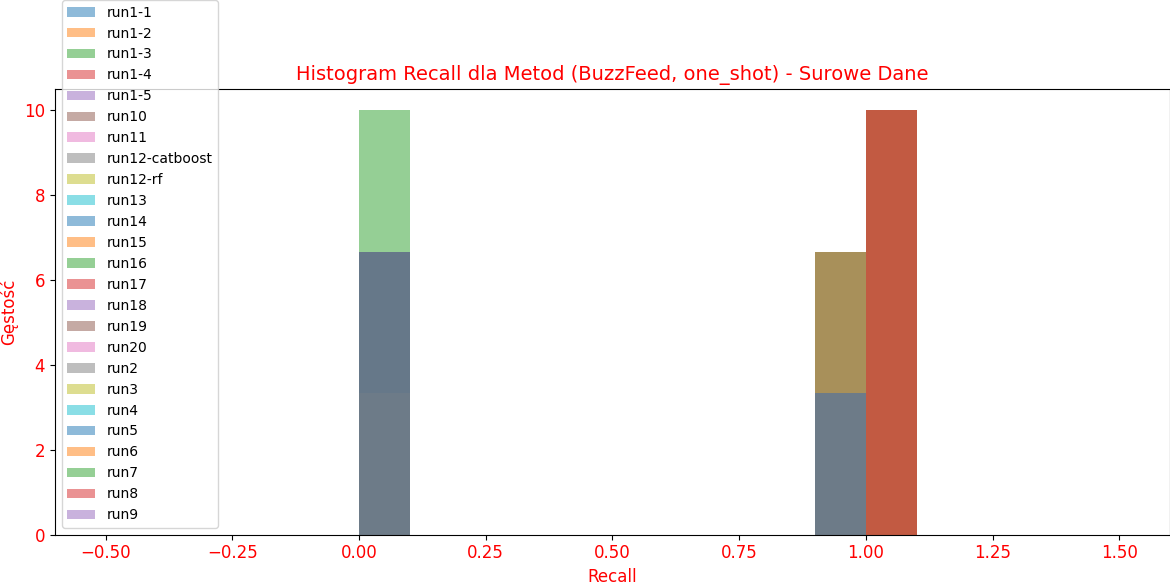 run1-1
run1-2
run1-3
run1-4
run1-5
run10
run11
run12-catboost
run12-rf
run13
run14
run15
run16
run17
run18
run19
run20
run2
run3
run4
run5
run6
run7
run8
run9
Histogram Recall dla Metod (BuzzFeed, one_shot) - Surowe Dane
Gęstość
10
8
6
4
2
0
−0.50 −0.25 0.00 0.25 0.50 0.75 1.00 1.25 1.50
Recall